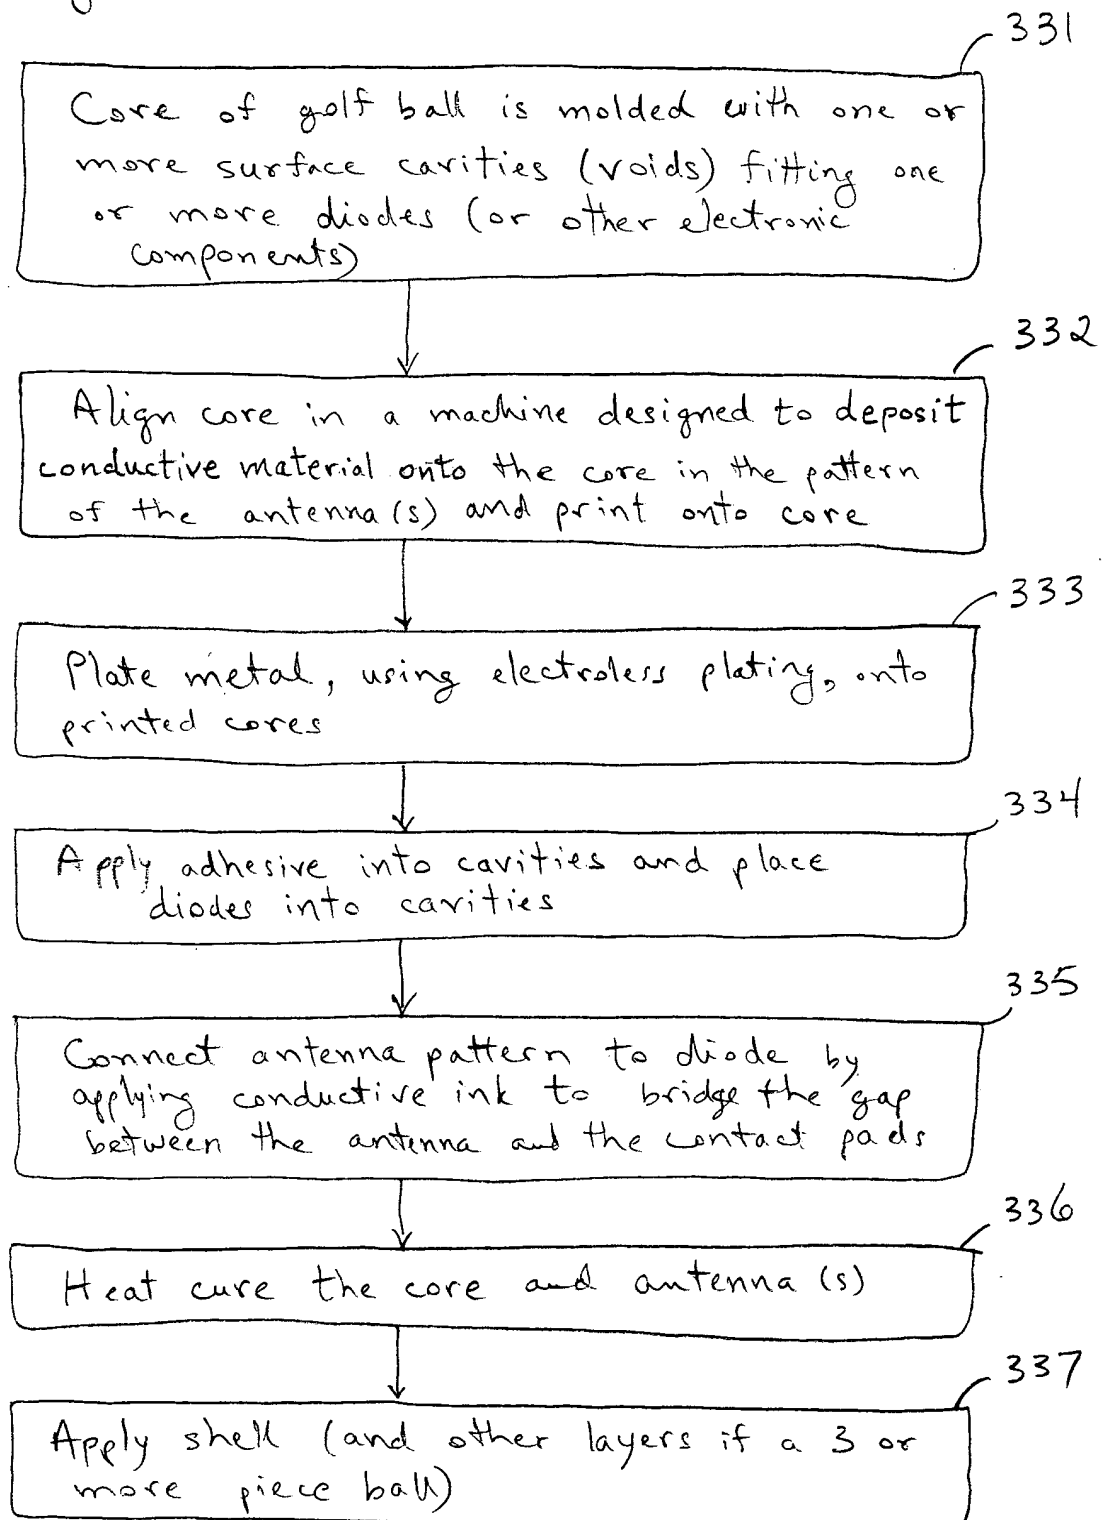 331
Core of golf ball is molded with one or
more surface cavities (voids) fitting one
or more diodes (or other electronic
components)
332
Align core in a machine designed to deposit
conductive material onto the core in the pattern
of the antenna(s) and print onto core
333
Plate metal, using electroless plating, onto
printed cores
334
Apply adhesive into cavities and place
diodes into cavities
335
Connect antenna pattern to diode by
applying conductive ink to bridge the gap
between the antenna and the contact pads
336
Heat cure the core and antenna (s)
337
Apply shell (and other layers if a 3 or
more piece ball)